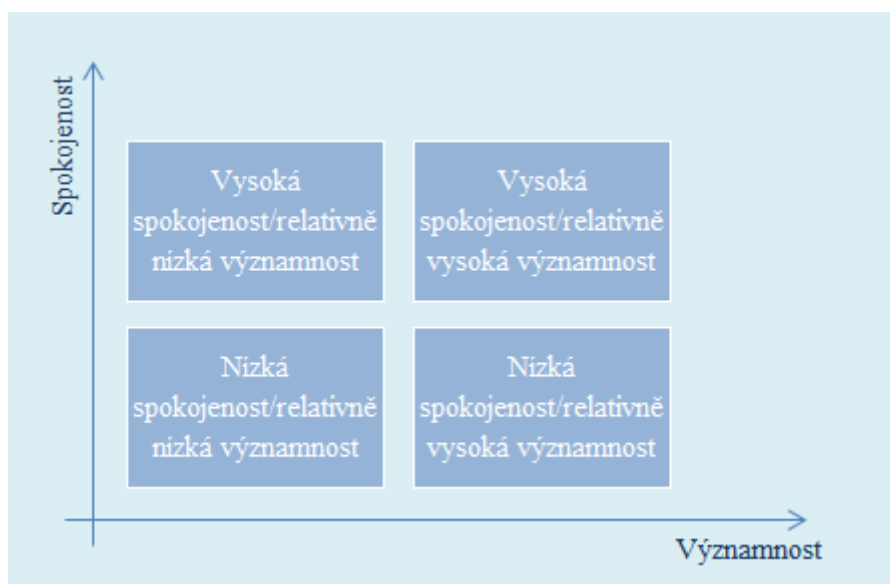 Spokojenost
Vysoká
spokojenost/relativně
nízká významnost
Vysoká
spokojenost/relativně
vysoká významnost
Nízká
spokojenost/relativně
nízká významnost
Nízká
spokojenost/relativně
vysoká významnost
Významnost